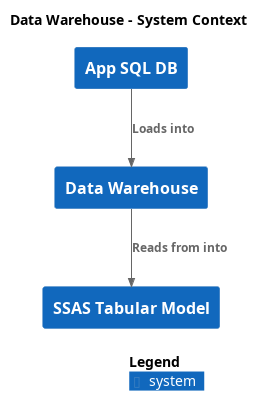 Data Warehouse - System Context
App SQL DB
Loads into
Data Warehouse
Reads from into
SSAS Tabular Model
Legend
system